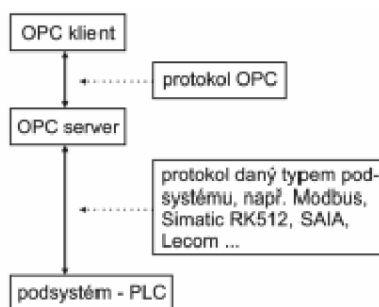 OPC klient
protokol OPC
OPC server
protokol daný typem pod-
systému, např. Modbus,
Simatic RK512, SAIA,
Lecom ...
podsystém - PLC